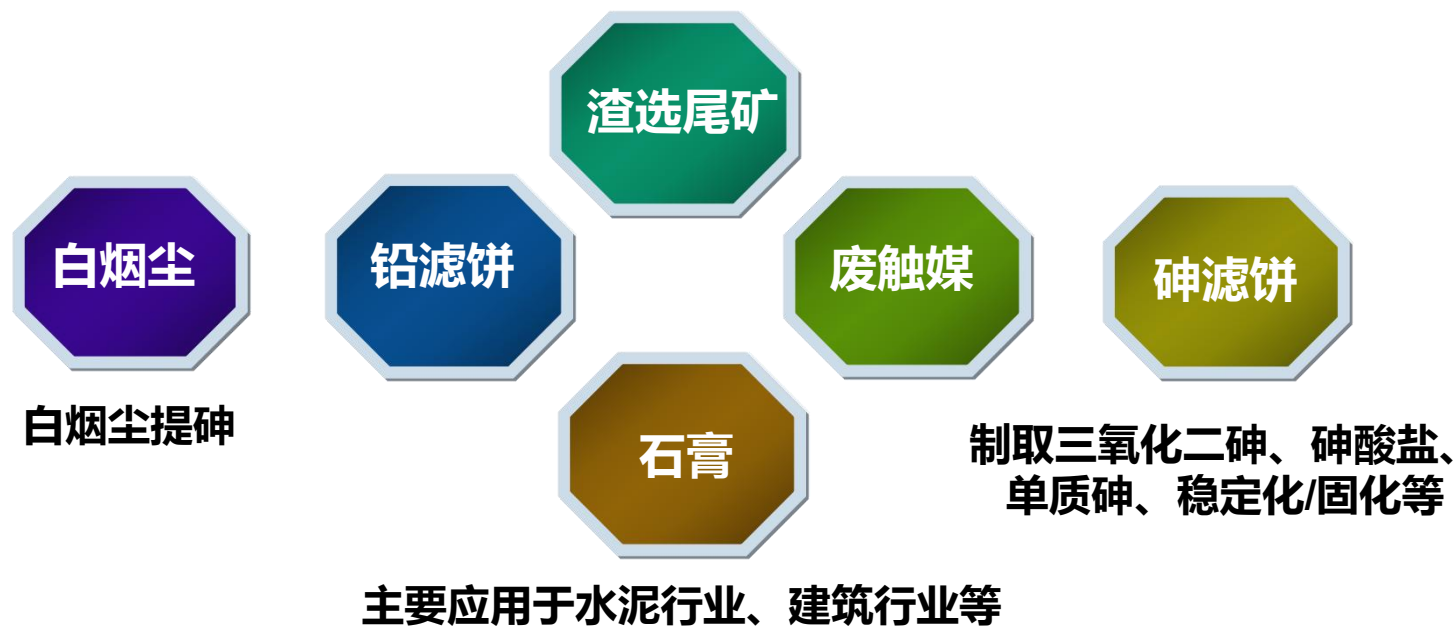 渣选尾矿
白烟尘
铅滤饼
废触媒
砷滤饼
白烟尘提砷
石膏
制取三氧化二砷、砷酸盐、
单质砷、稳定化/固化等
主要应用于水泥行业、建筑行业等